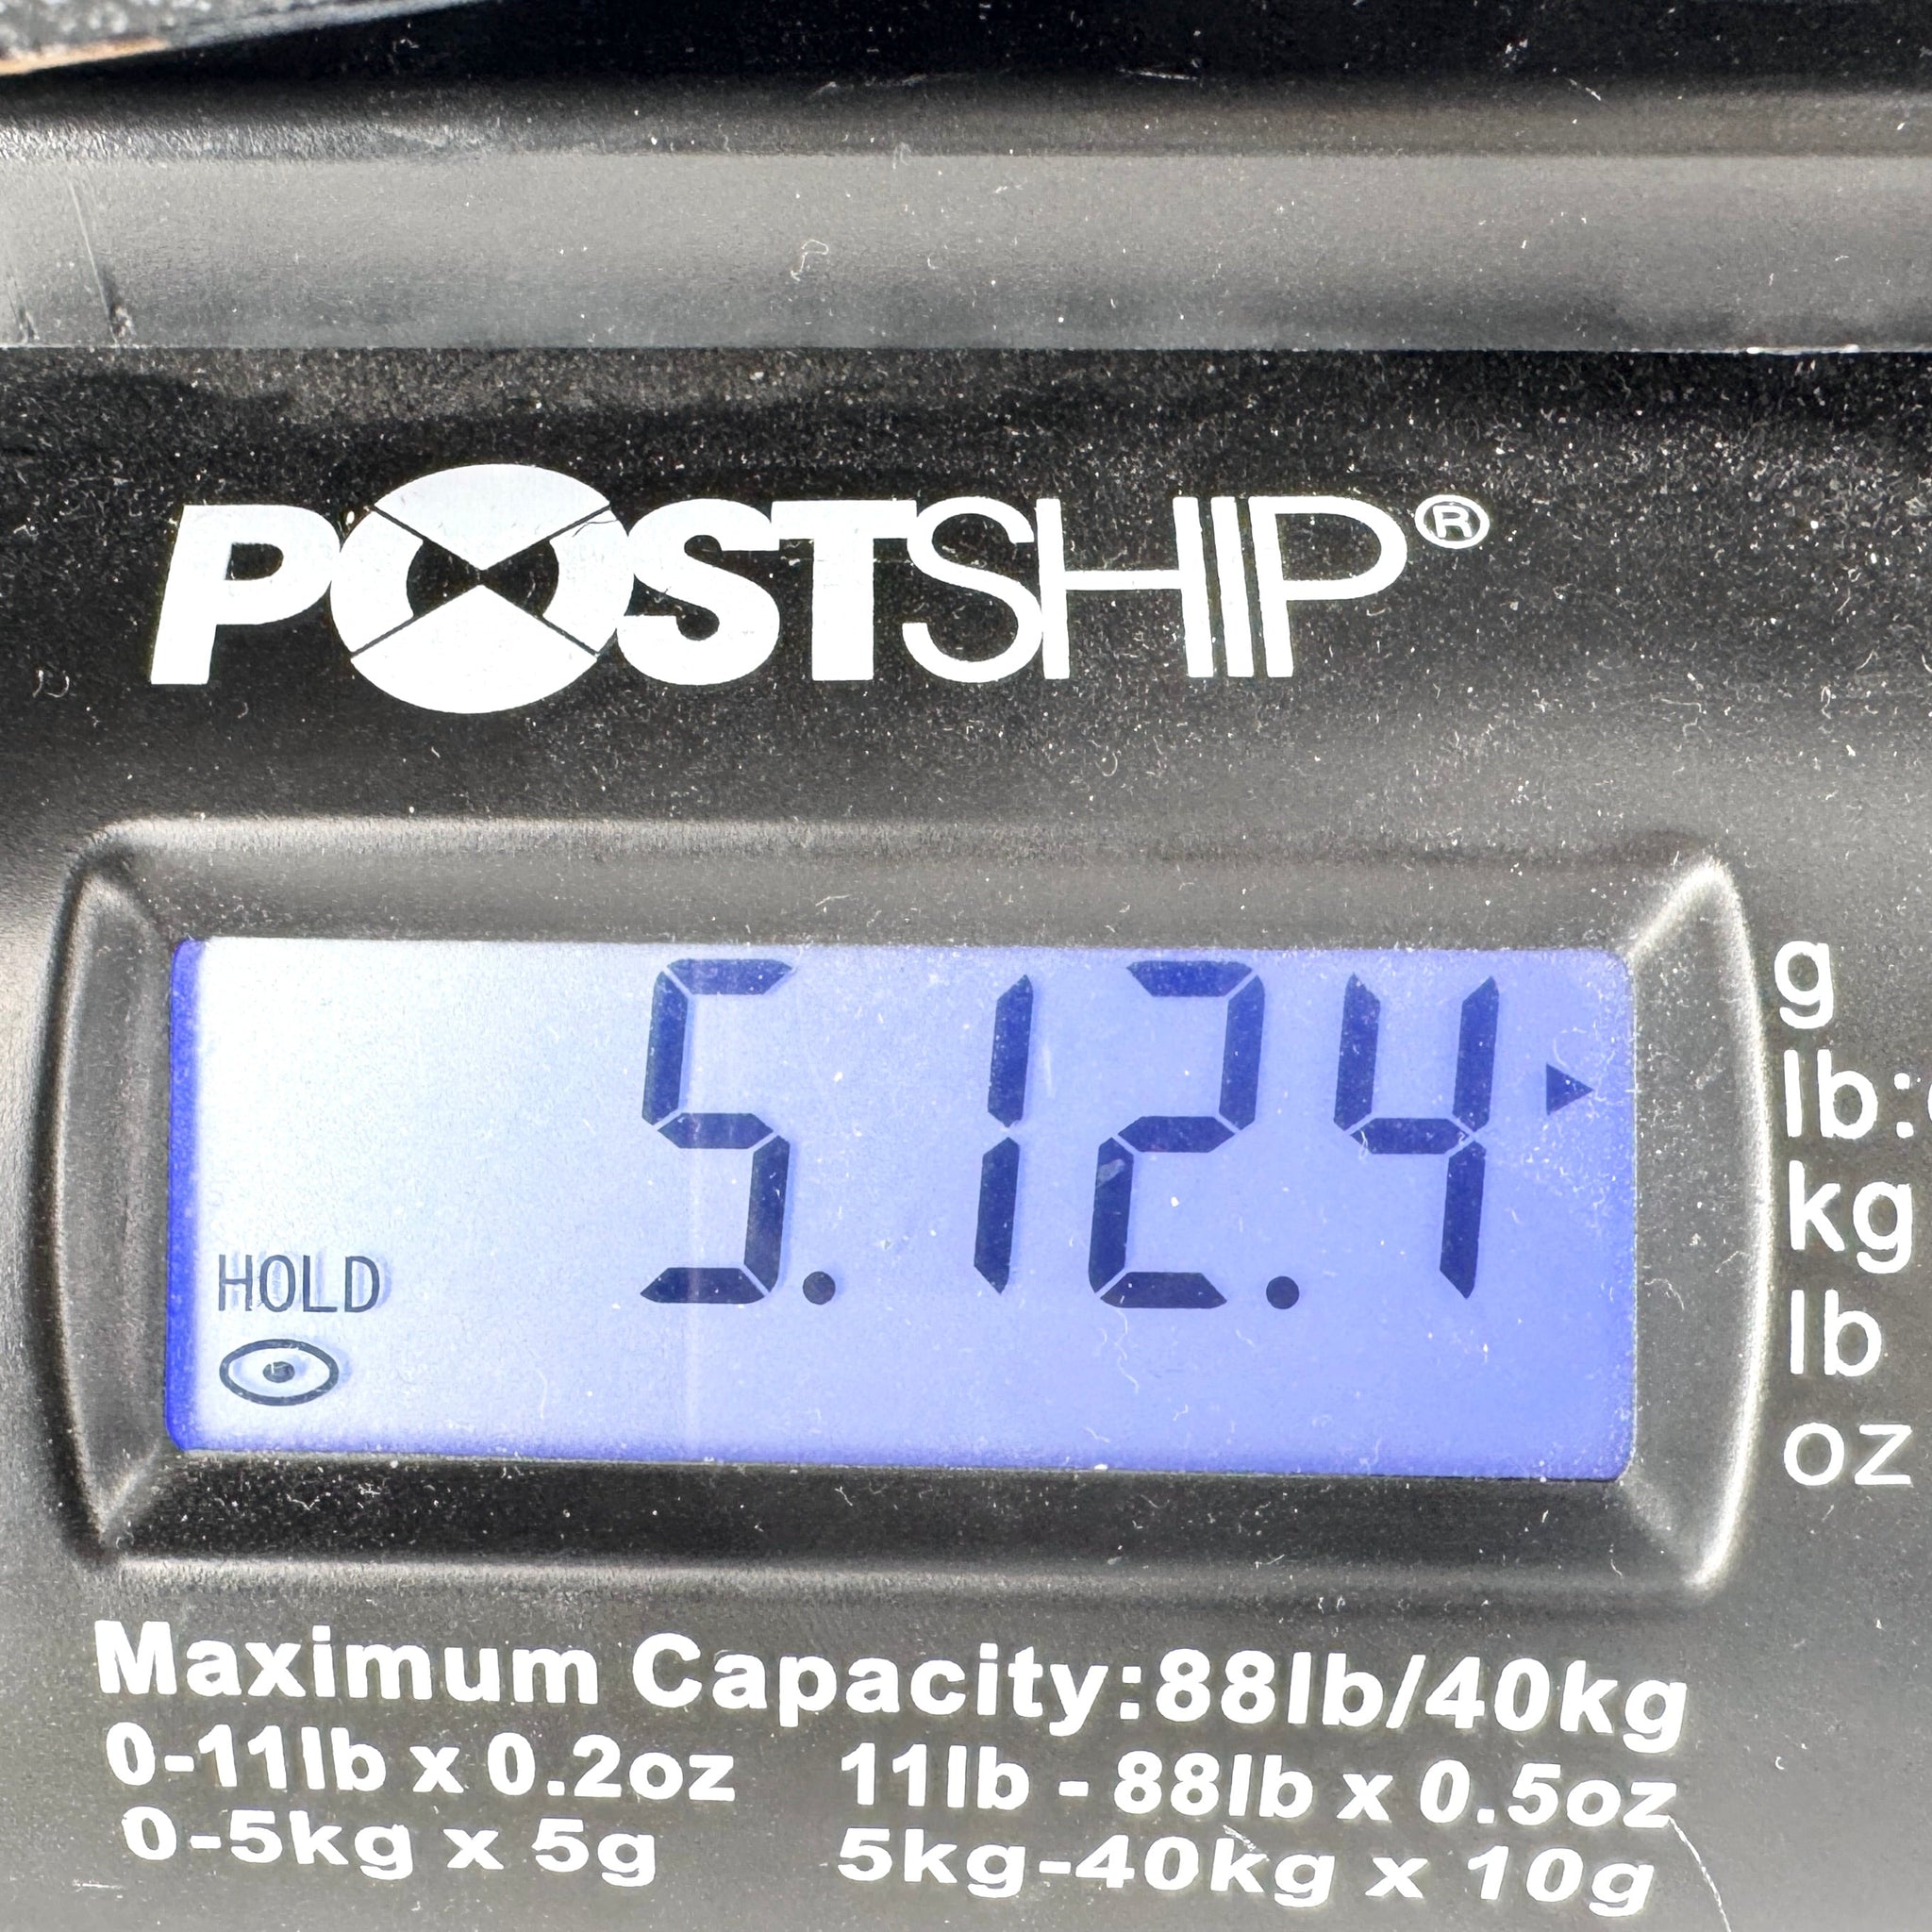 POSTSHIP®
5.12.4
HOLD
g
lb:
kg
lb
oz
Maximum Capacity:88lb/40kg
0-11lb x 0.2oz 11lb - 88lb x 0.5oz
0-5kg x 5g 5kg-40kg x 10g